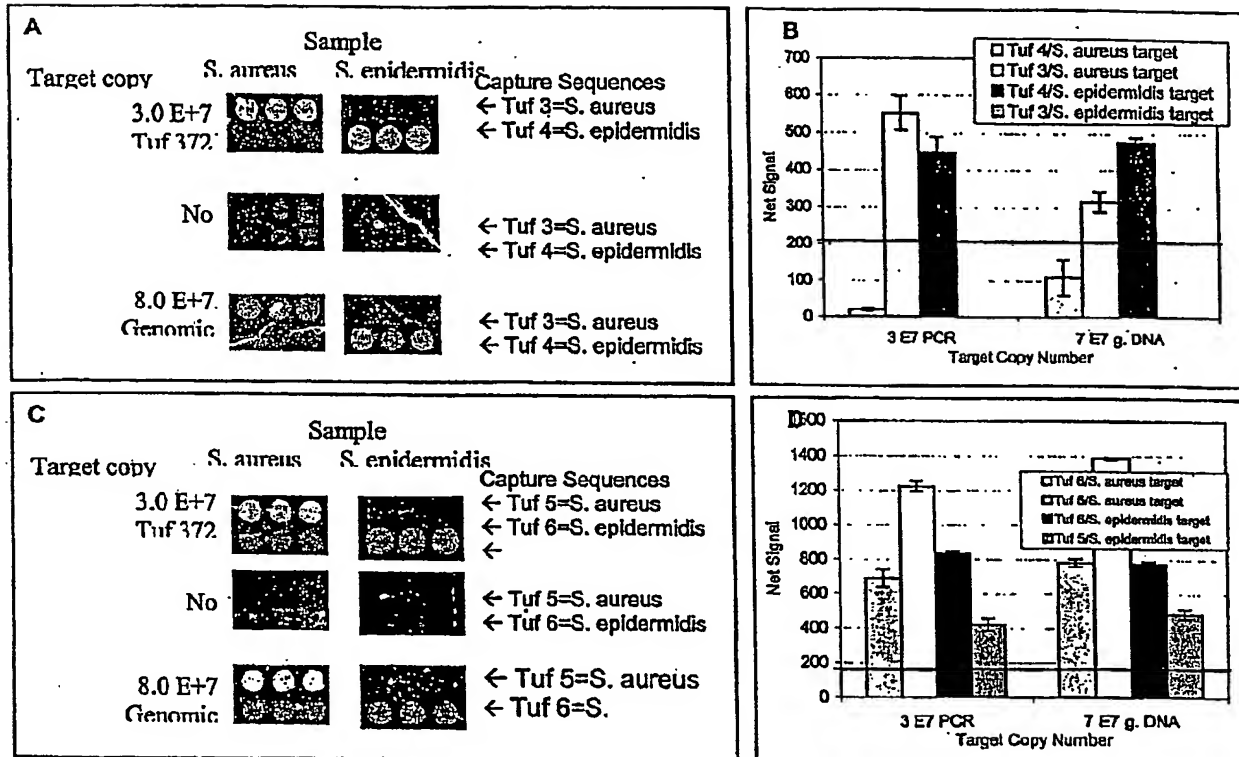 A
Sample
Target copy S. aureus S. epidermidis
Capture Sequences
3.0 E+7 ← Tuf 3=S. aureus
Tuf 372 ← Tuf 4=S. epidermidis
No ← Tuf 3=S. aureus
← Tuf 4=S. epidermidis
8.0 E+7 ← Tuf 3=S. aureus
Genomic ← Tuf 4=S. epidermidis
B
Tuf 4/S. aureus target
Tuf 3/S. aureus target
Tuf 4/S. epidermidis target
Tuf 3/S. epidermidis target
700
600
500
400
300
200
100
0
Net Signal
3 E7 PCR 7 E7 g. DNA
Target Copy Number
C
Sample
Target copy S. aureus S. epidermidis
Capture Sequences
3.0 E+7 ← Tuf 5=S. aureus
Tuf 372 ← Tuf 6=S. epidermidis
←
No ← Tuf 5=S. aureus
← Tuf 6=S. epidermidis
8.0 E+7 ← Tuf 5=S. aureus
Genomic ← Tuf 6=S.
D
Tuf 6/S. aureus target
Tuf 5/S. aureus target
Tuf 6/S. epidermidis target
Tuf 5/S. epidermidis target
1600
1400
1200
1000
800
600
400
200
0
Net Signal
3 E7 PCR 7 E7 g. DNA
Target Copy Number